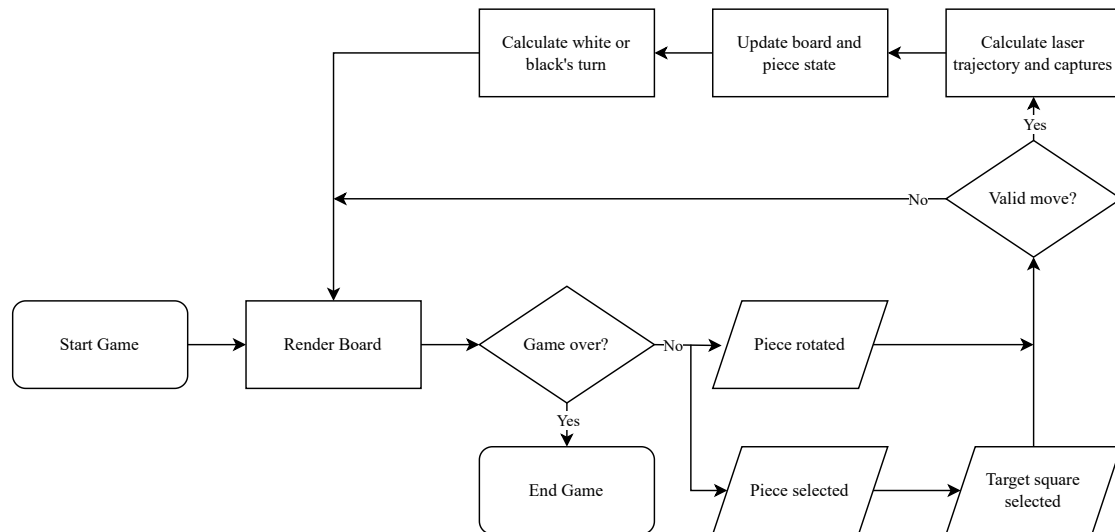 Calculate white or
black's turn
Update board and
piece state
Calculate laser
trajectory and captures
Yes
Valid move?
No
Start Game
Render Board
Game over?
No
Piece rotated
Yes
End Game
Piece selected
Target square
selected